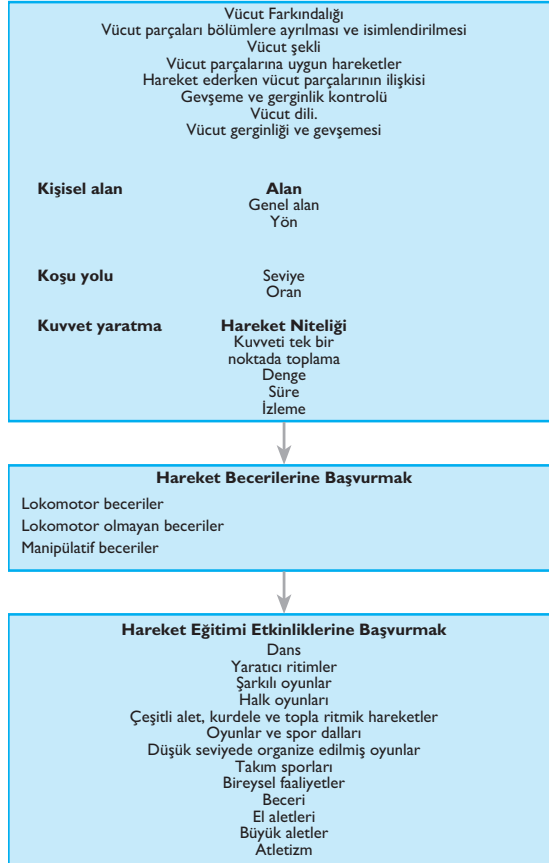 Vücut Farkındalığı
Vücut parçaları bölümlere ayrılması ve isimlendirilmesi
Vücut şekli
Vücut parçalarına uygun hareketler
Hareket ederken vücut parçalarının ilişkisi
Gevşeme ve gerginlik kontrolü
Vücut dili.
Vücut gerginliği ve gevşemesi
Kişisel alan Alan
Genel alan
Yön
Koşu yolu Seviye
Oran
Kuvvet yaratma Hareket Niteliği
Kuvveti tek bir
noktada toplama
Denge
Süre
İzleme
Hareket Becerilerine Başvurmak
Lokomotor beceriler
Lokomotor olmayan beceriler
Manipülatif beceriler
Hareket Eğitimi Etkinliklerine Başvurmak
Dans
Yaratıcı ritimler
Şarkılı oyunlar
Halk oyunları
Çeşitli alet, kurdele ve topla ritmik hareketler
Oyunlar ve spor dalları
Düşük seviyede organize edilmiş oyunlar
Takım sporları
Bireysel faaliyetler
Beceri
El aletleri
Büyük aletler
Atletizm